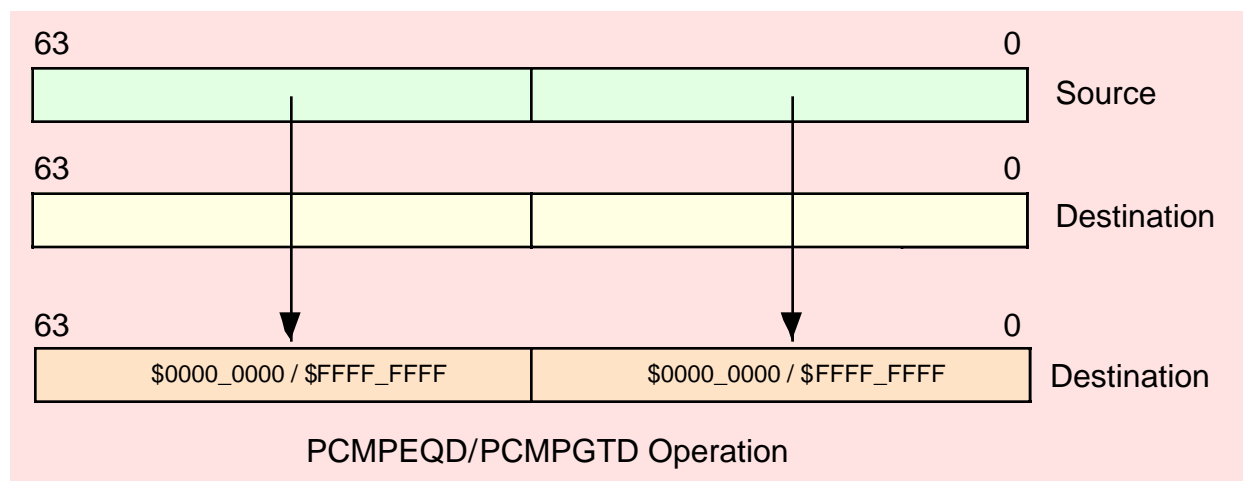 63 0
Source
63 0
Destination
63 0
$0000_0000 / $FFFF_FFFF $0000_0000 / $FFFF_FFFF Destination
PCMPEQD/PCMPGTD Operation